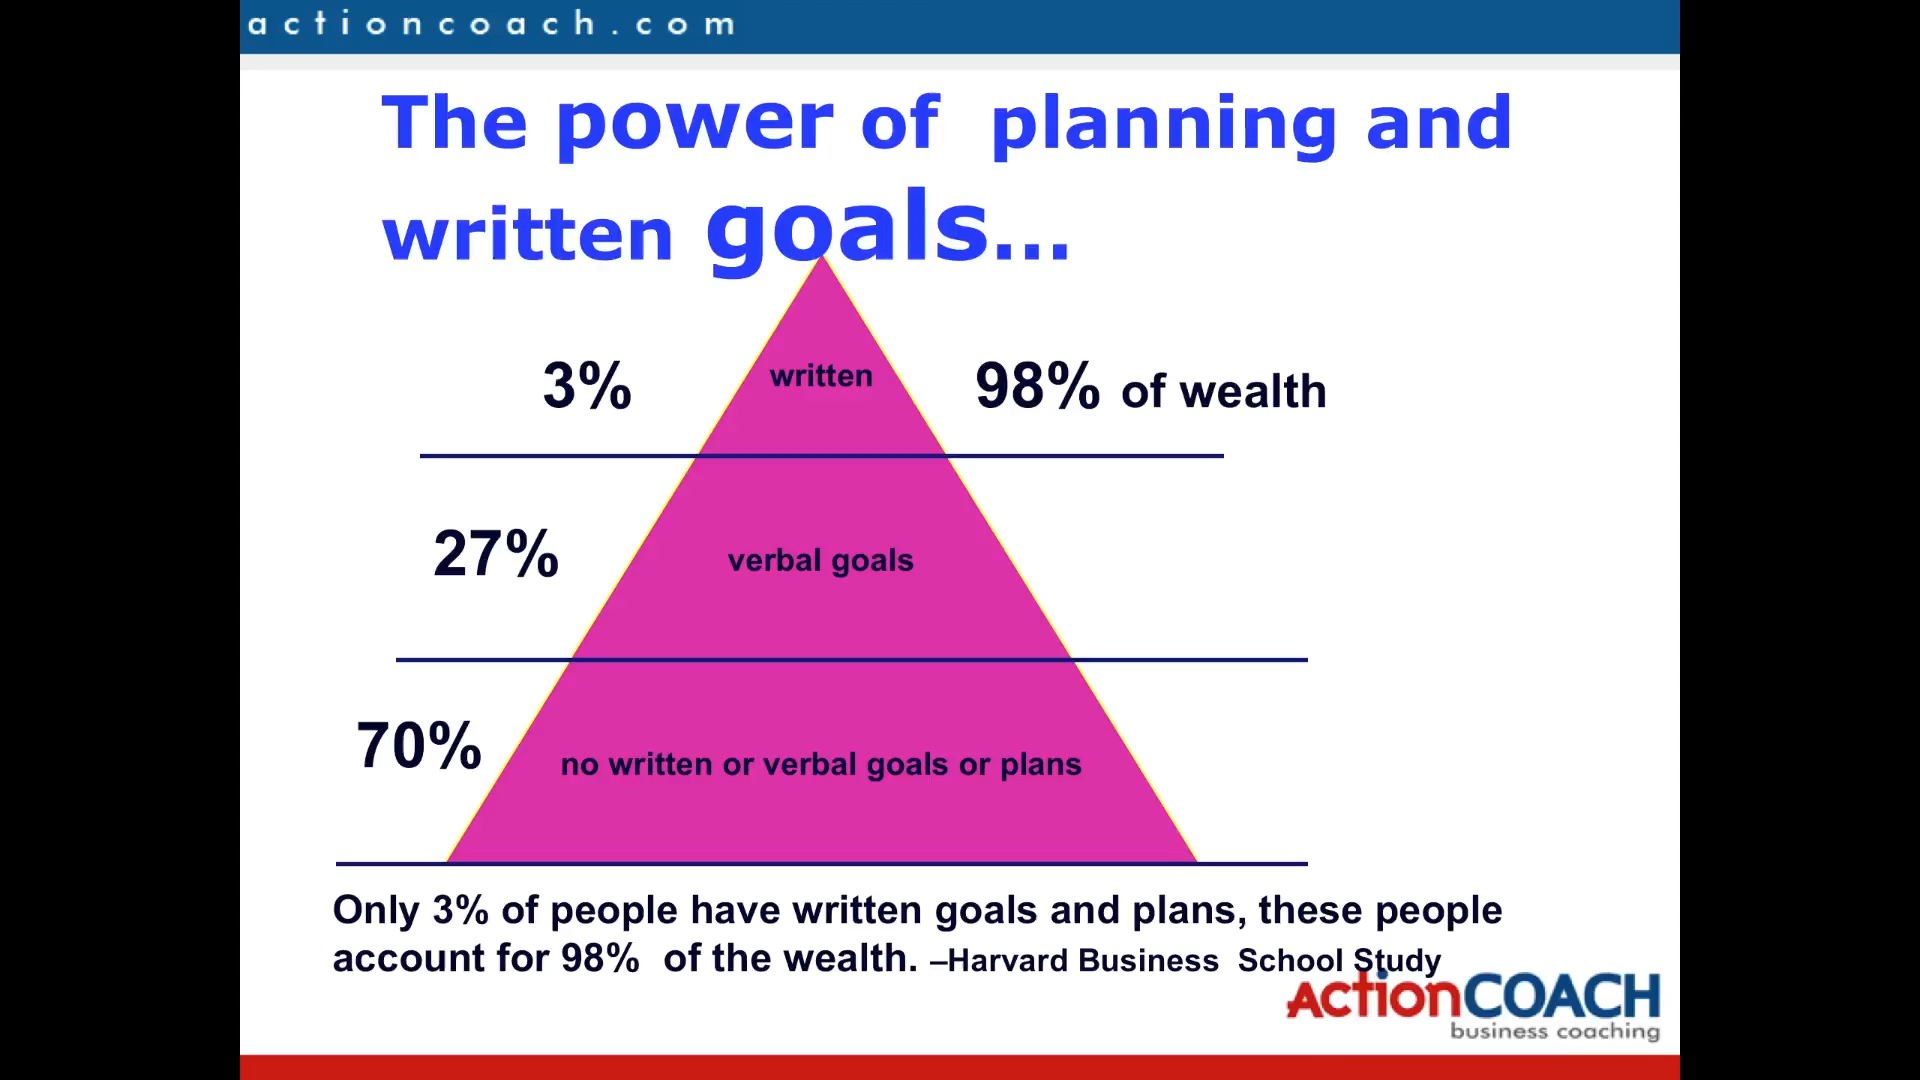 actioncoach.com
The power of planning and
written goals...
3% written 98% of wealth
27% verbal goals
70% no written or verbal goals or plans
Only 3% of people have written goals and plans, these people
account for 98% of the wealth. –Harvard Business School Study
ActionCOACH
business coaching